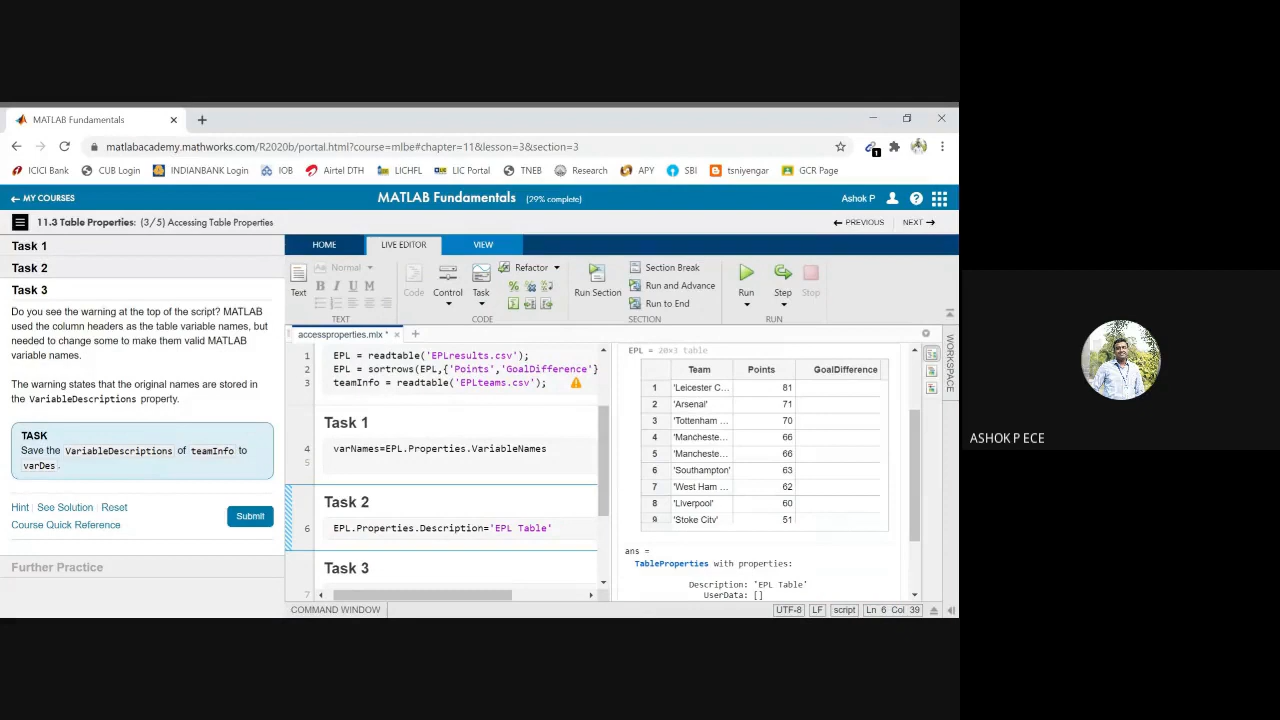 MATLAB Fundamentals
matlabacademy.mathworks.com/R2020b/portal.html?course=mlbe#chapter=11&lesson=3&section=3
1
ICICI Bank CUB Login INDIANBANK Login IOB Airtel DTH LICHFL LIC Portal TNEB Research APY SBI tsniyengar GCR Page
MY COURSES
MATLAB Fundamentals (29% complete)
Ashok P
11.3 Table Properties: (3/5) Accessing Table Properties
PREVIOUS NEXT
Task 1
Task 2
Task 3
Do you see the warning at the top of the script? MATLAB
used the column headers as the table variable names, but
needed to change some to make them valid MATLAB
variable names.
The warning states that the original names are stored in
the VariableDescriptions property.
TASK
Save the VariableDescriptions of teamInfo to
varDes.
Hint See Solution Reset
Course Quick Reference
Submit
Further Practice
HOME LIVE EDITOR VIEW
Text
Aa Normal
B I U M
TEXT
Code Control Task
Refactor
CODE
Run Section
Section Break
Run and Advance
Run to End
SECTION
Run Step Stop
RUN
accessproperties.mlx *
1 EPL = readtable('EPLresults.csv');
2 EPL = sortrows(EPL,{'Points','GoalDifference'}
3 teamInfo = readtable('EPLteams.csv');
Task 1
4 varNames=EPL.Properties.VariableNames
5
Task 2
6 EPL.Properties.Description='EPL Table'
Task 3
7
EPL = 20×3 table
Team Points GoalDifference
1 'Leicester C... 81
2 'Arsenal' 71
3 'Tottenham ... 70
4 'Mancheste... 66
5 'Mancheste... 66
6 'Southampton' 63
7 'West Ham ... 62
8 'Liverpool' 60
9 'Stoke City' 51
ans =
TableProperties with properties:
Description: 'EPL Table'
UserData: []
WORKSPACE
COMMAND WINDOW
UTF-8 LF script Ln 6 Col 39
ASHOK P ECE